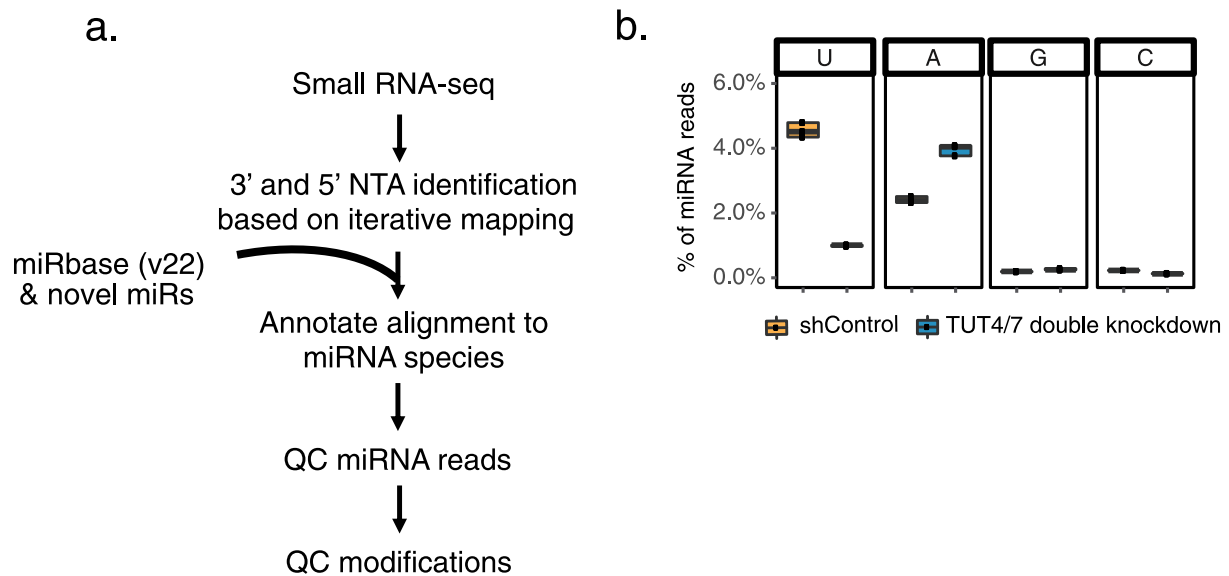 a.
Small RNA-seq
3’ and 5’ NTA identification
based on iterative mapping
miRbase (v22)
& novel miRs
Annotate alignment to
miRNA species
QC miRNA reads
QC modifications
b.
U A G C
% of miRNA reads
6.0%
4.0%
2.0%
0.0%
shControl TUT4/7 double knockdown